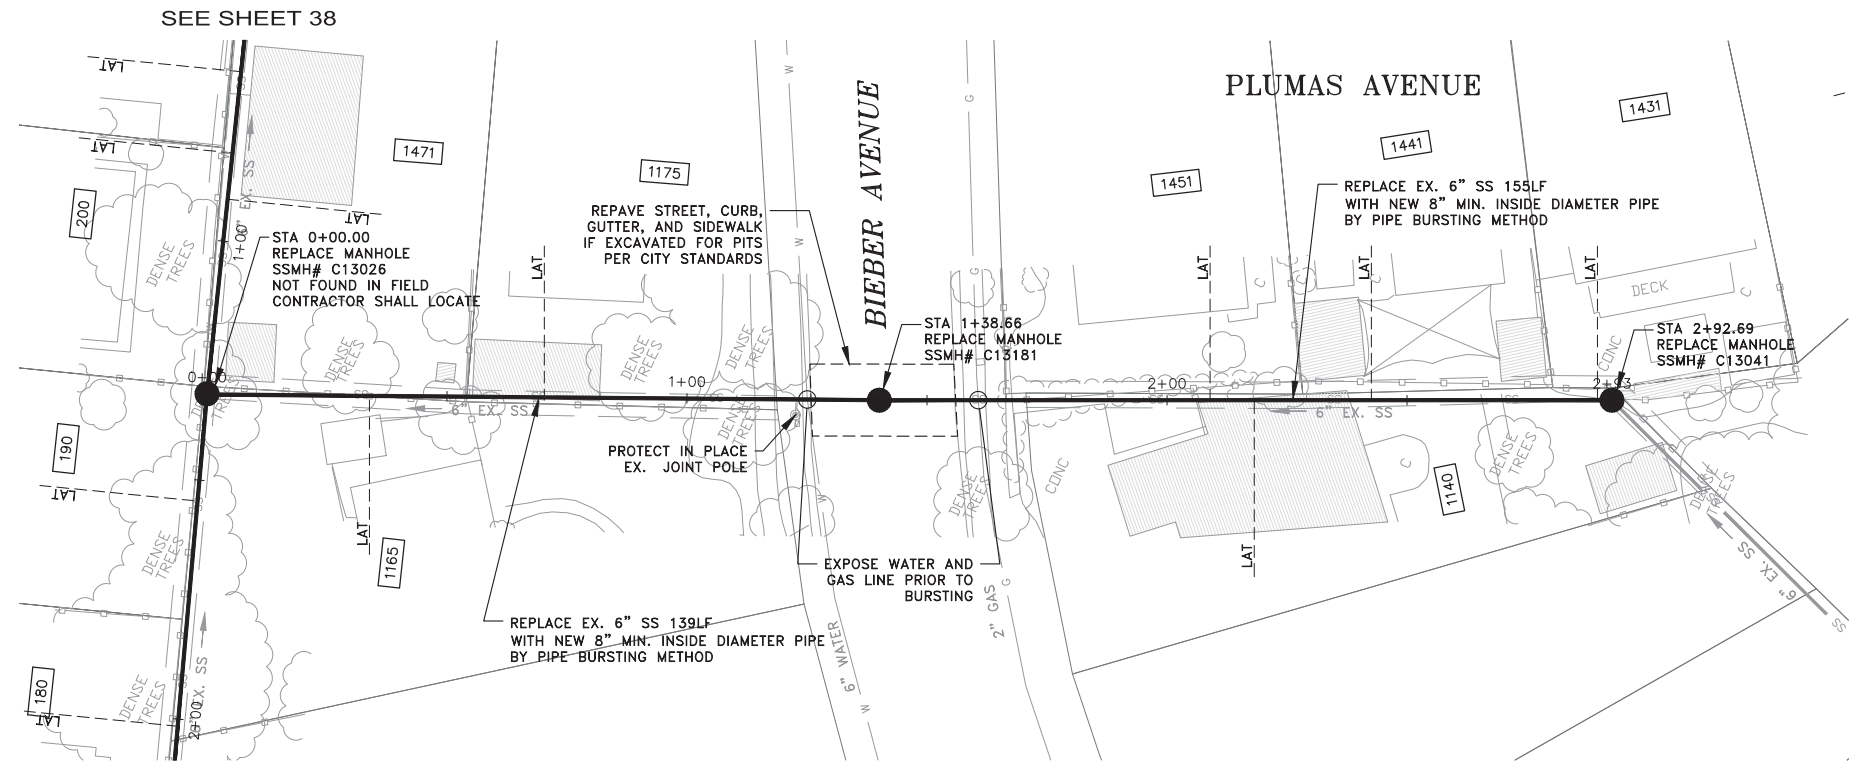 SEE SHEET 38
PLUMAS AVENUE
BIEBER AVENUE
LAT
LAT
LAT
1471
1175
1451
1441
1431
200
190
180
1165
1140
1+00
EX. SS
DENSE
TREES
STA 0+00.00
REPLACE MANHOLE
SSMH# C13026
NOT FOUND IN FIELD
CONTRACTOR SHALL LOCATE
REPAVE STREET, CURB,
GUTTER, AND SIDEWALK
IF EXCAVATED FOR PITS
PER CITY STANDARDS
REPLACE EX. 6" SS 155LF
WITH NEW 8" MIN. INSIDE DIAMETER PIPE
BY PIPE BURSTING METHOD
STA 1+38.66
REPLACE MANHOLE
SSMH# C13181
STA 2+92.69
REPLACE MANHOLE
SSMH# C13041
LAT
LAT
LAT
LAT
DECK
C
C
C
CONC
W
W
G
G
0+00
1+00
2+00
2+93
6" EX. SS
6" EX. SS
SS
DENSE
TREES
DENSE
TREES
DENSE
TREES
DENSE
TREES
DENSE
TREES
PROTECT IN PLACE
EX. JOINT POLE
DENSE
TREES
CONC
C
DENSE
TREES
DENSE
TREES
LAT
LAT
LAT
LAT
EXPOSE WATER AND
GAS LINE PRIOR TO
BURSTING
REPLACE EX. 6" SS 139LF
WITH NEW 8" MIN. INSIDE DIAMETER PIPE
BY PIPE BURSTING METHOD
DENSE
TREES
DENSE
TREES
EX. SS
2+00
W
6" WATER
W
G
2" GAS
6" EX. SS
SS